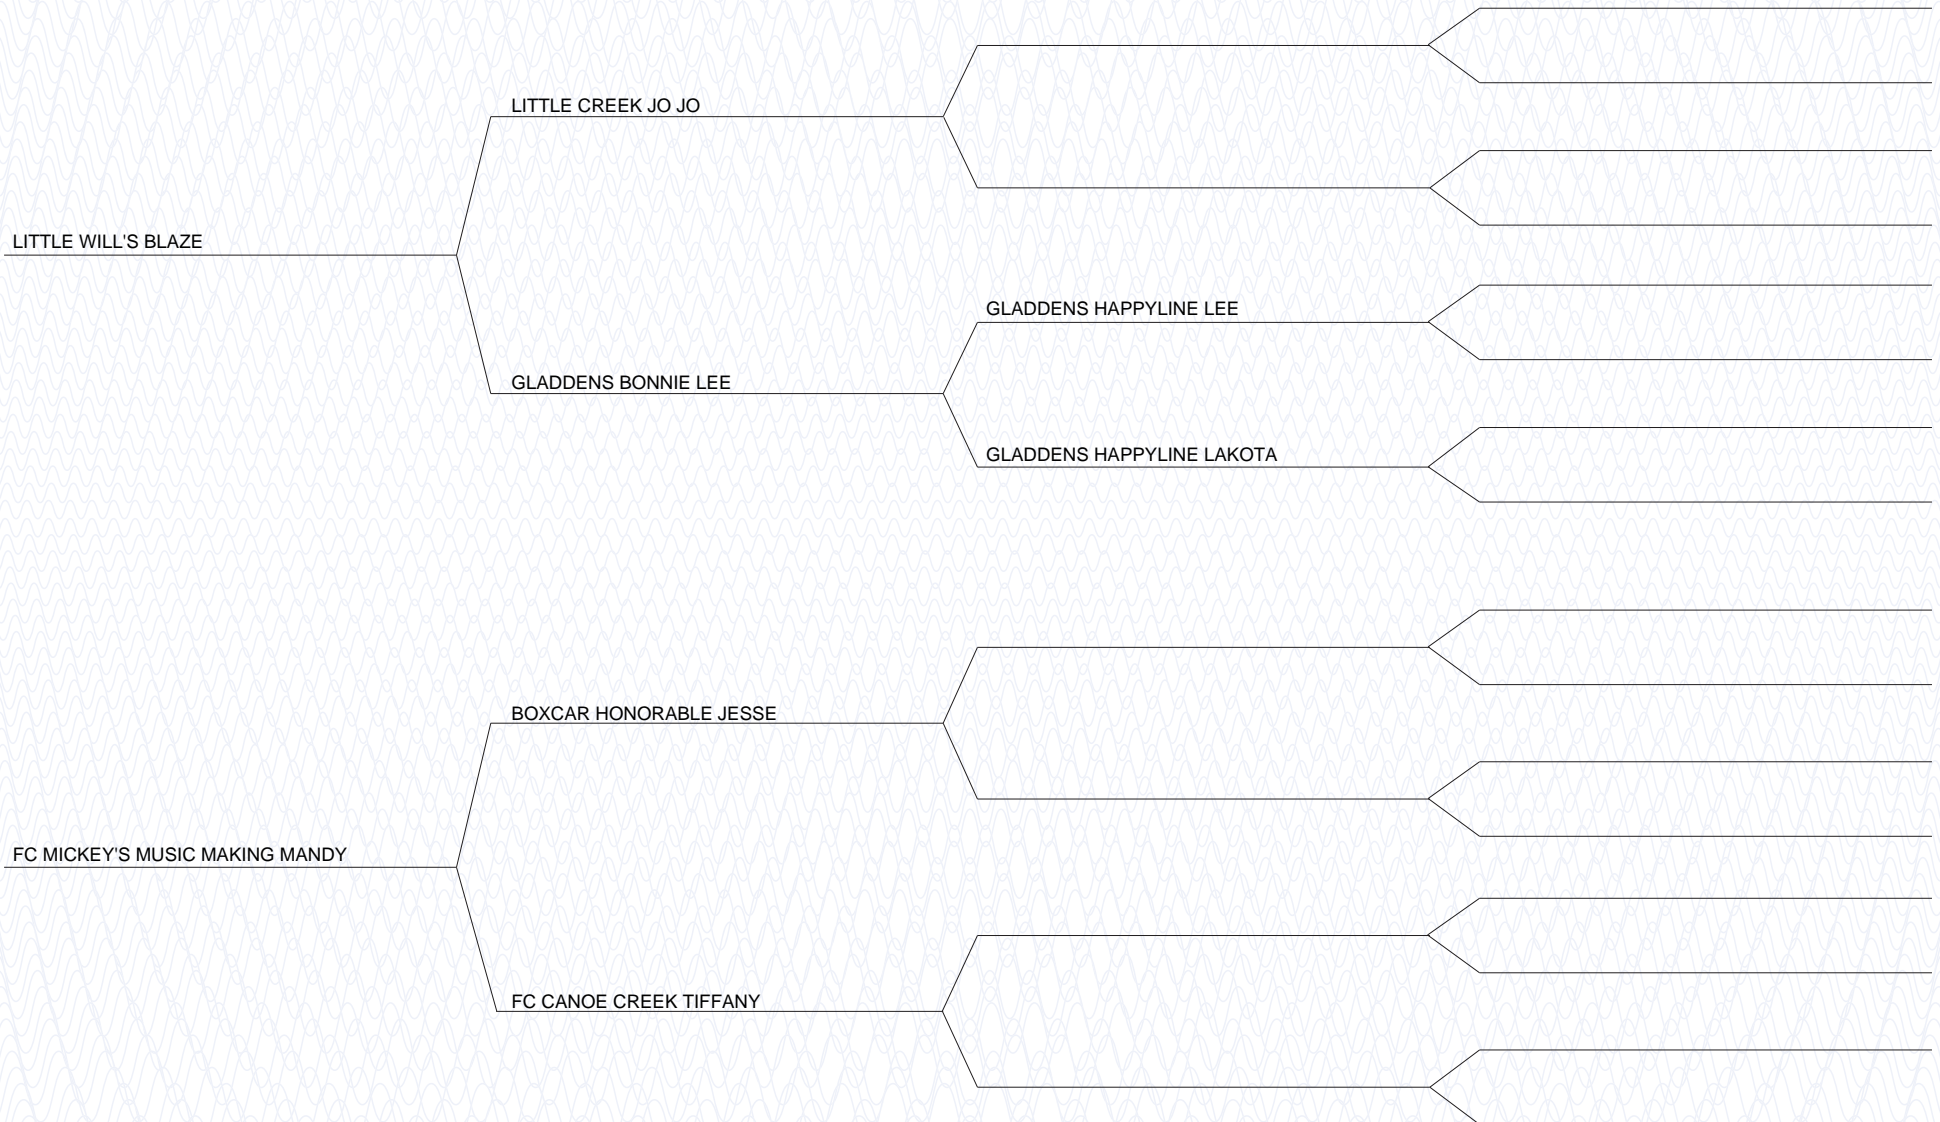 LITTLE CREEK JO JO
LITTLE WILL'S BLAZE
GLADDENS HAPPYLINE LEE
GLADDENS BONNIE LEE
GLADDENS HAPPYLINE LAKOTA
BOXCAR HONORABLE JESSE
FC MICKEY'S MUSIC MAKING MANDY
FC CANOE CREEK TIFFANY